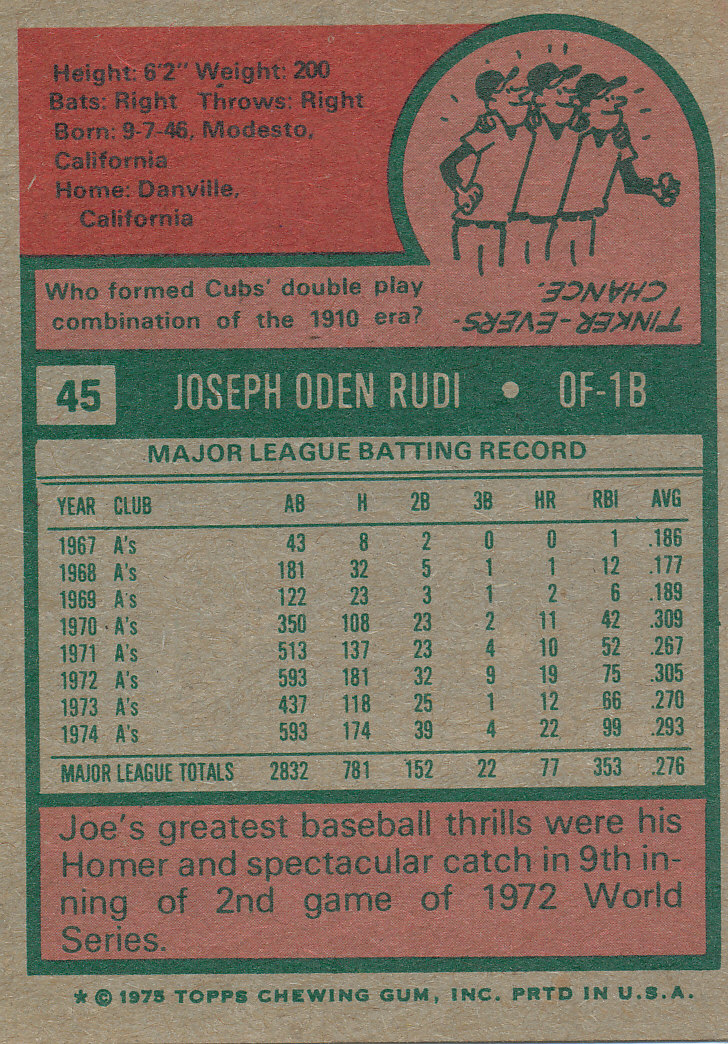 Height: 6'2" Weight: 200
Bats: Right Throws: Right
Born: 9-7-46, Modesto,
California
Home: Danville,
California
Who formed Cubs' double play
combination of the 1910 era?
TINKER-EVERS-
CHANCE.
45 JOSEPH ODEN RUDI • OF-1B
MAJOR LEAGUE BATTING RECORD
YEAR CLUB AB H 2B 3B HR RBI AVG
1967 A's 43 8 2 0 0 1 .186
1968 A's 181 32 5 1 1 12 .177
1969 A's 122 23 3 1 2 6 .189
1970 A's 350 108 23 2 11 42 .309
1971 A's 513 137 23 4 10 52 .267
1972 A's 593 181 32 9 19 75 .305
1973 A's 437 118 25 1 12 66 .270
1974 A's 593 174 39 4 22 99 .293
MAJOR LEAGUE TOTALS 2832 781 152 22 77 353 .276
Joe's greatest baseball thrills were his
Homer and spectacular catch in 9th in-
ning of 2nd game of 1972 World
Series.
* © 1975 TOPPS CHEWING GUM, INC. PRTD IN U.S.A.